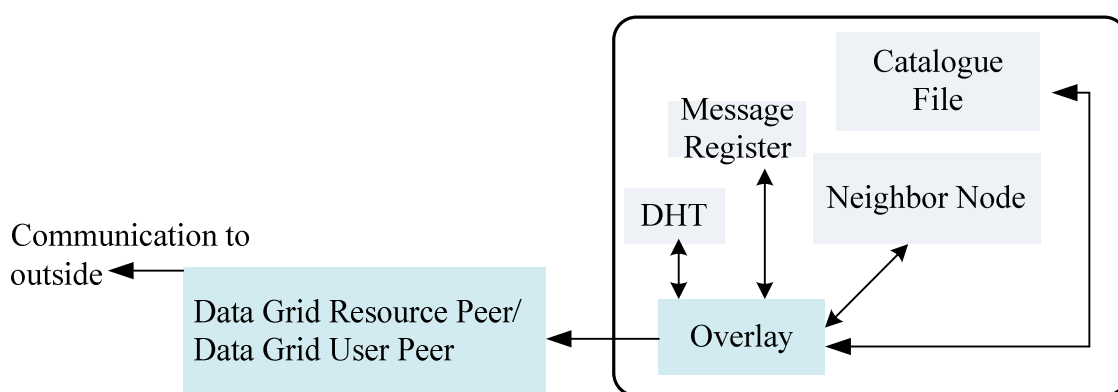 Catalogue
File
Message
Register
Neighbor Node
DHT
Communication to
outside
Data Grid Resource Peer/
Data Grid User Peer
Overlay